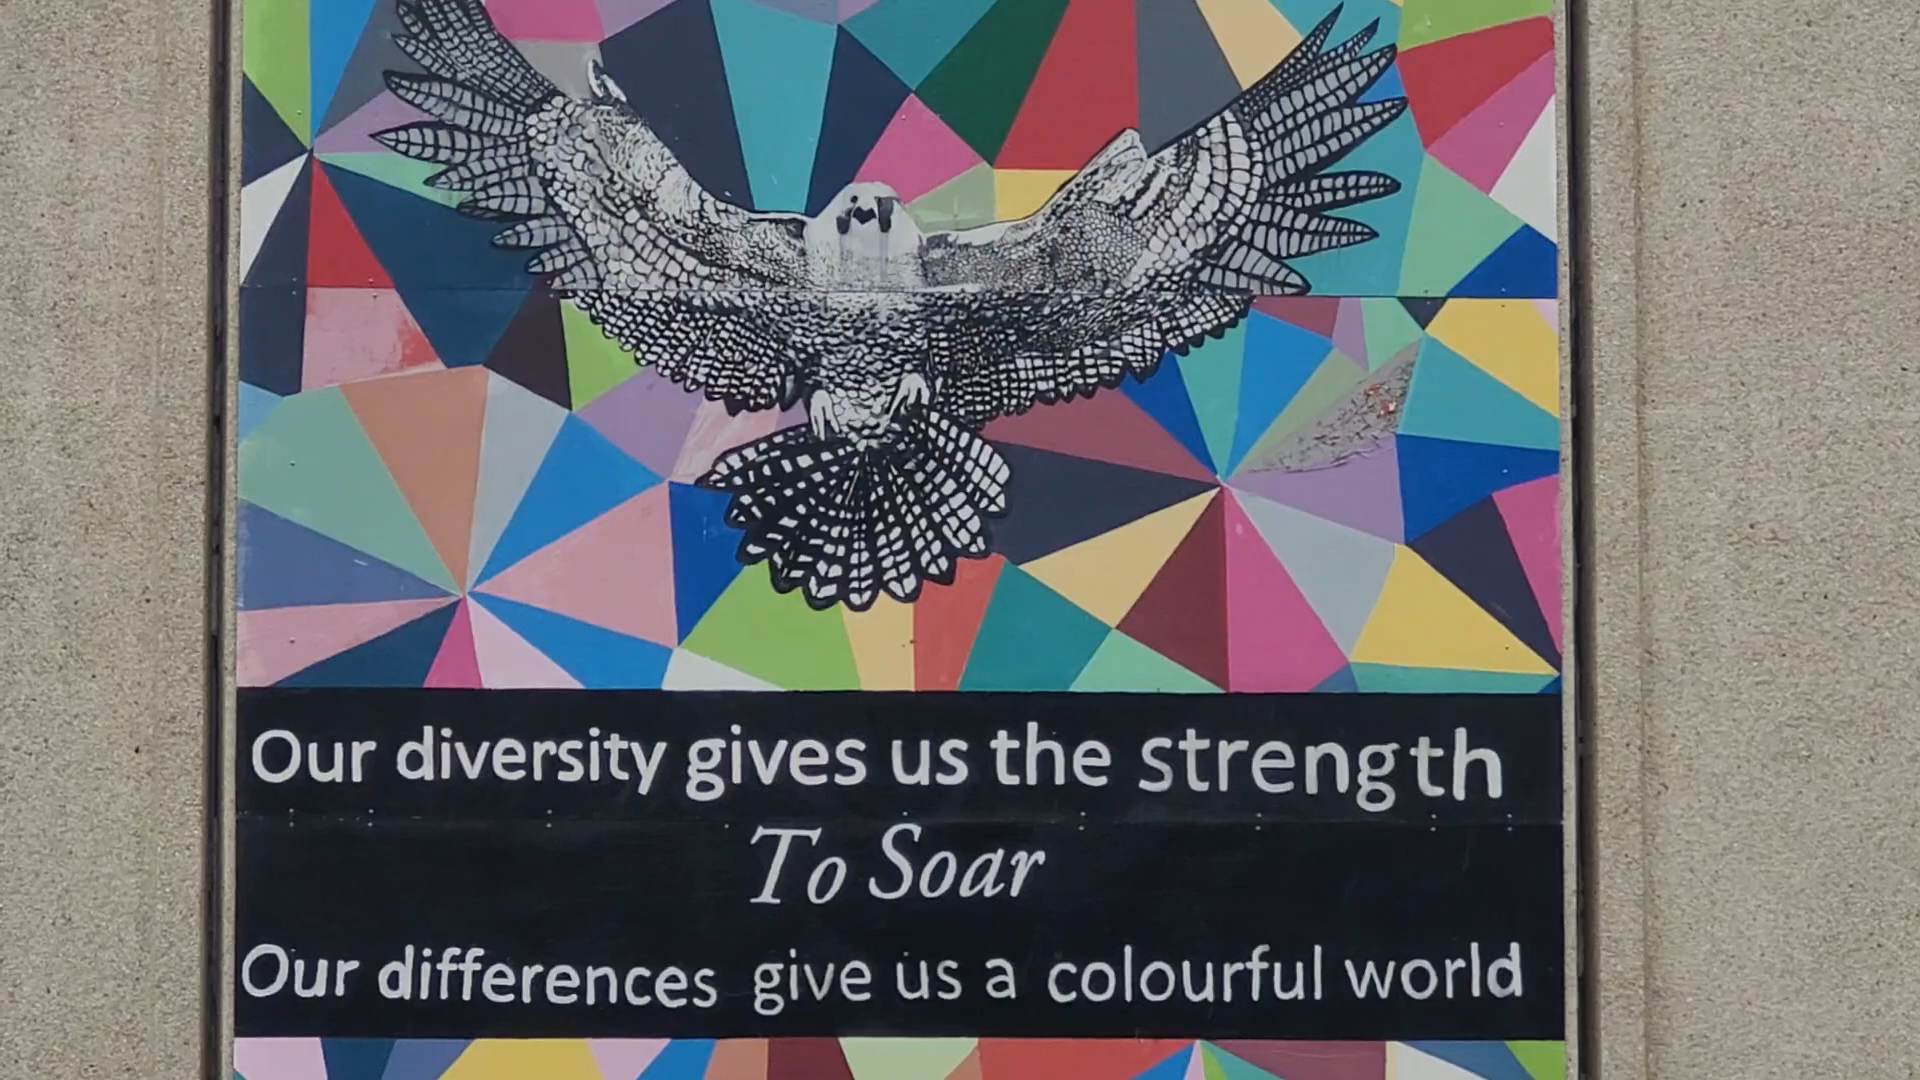 Our diversity gives us the strength
To Soar
Our differences give us a colourful world